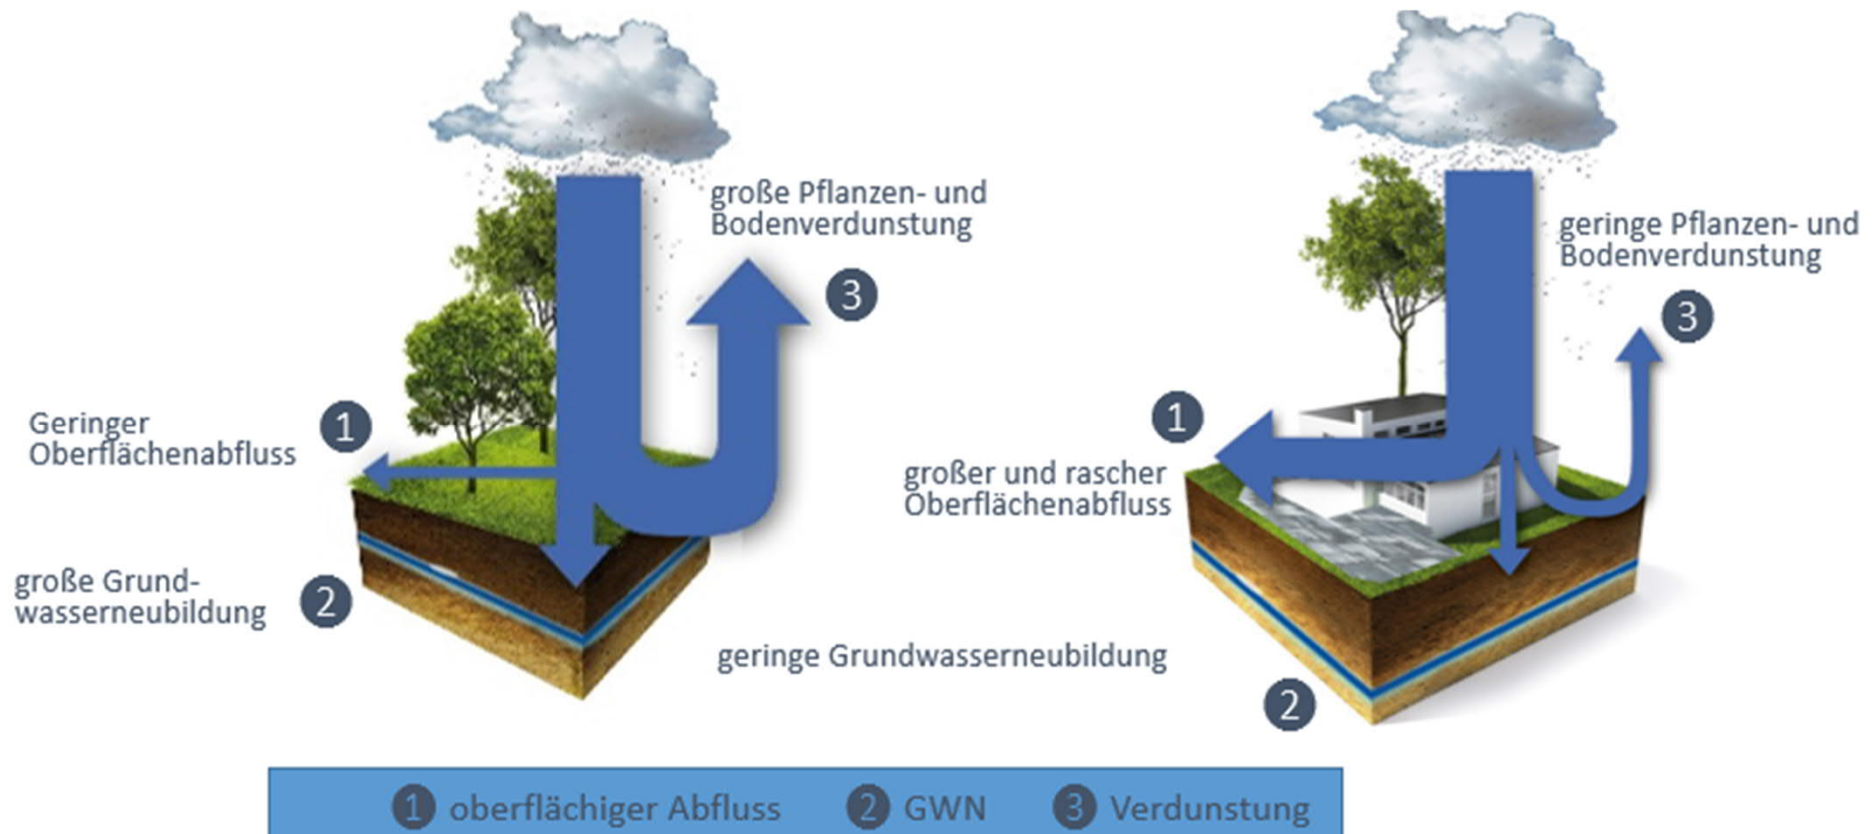 große Pflanzen- und
Bodenverdunstung
3
1
Geringer
Oberflächenabfluss
große Grund-
wasserneubildung
2
geringe Pflanzen- und
Bodenverdunstung
3
1
großer und rascher
Oberflächenabfluss
geringe Grundwasserneubildung
2
1 oberflächiger Abfluss 2 GWN 3 Verdunstung